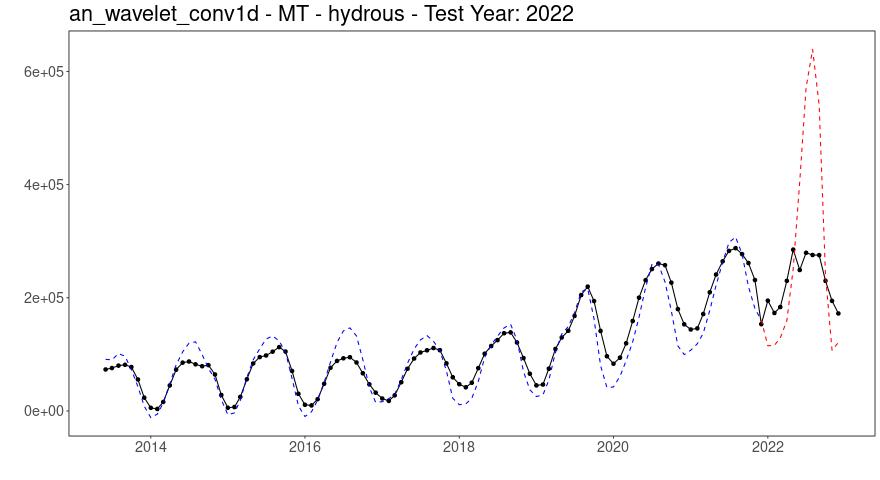 an_wavelet_conv1d - MT - hydrous - Test Year: 2022
6e+05
4e+05
2e+05
0e+00
2014 2016 2018 2020 2022